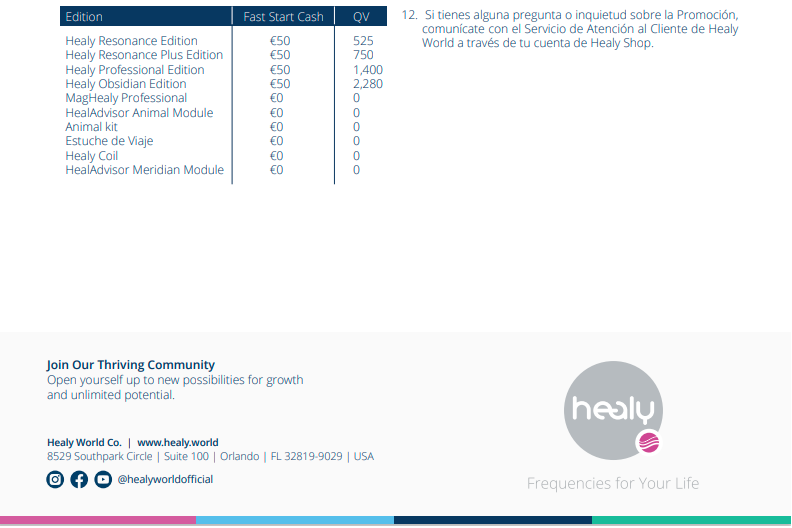 Edition Fast Start Cash QV
Healy Resonance Edition €50 525
Healy Resonance Plus Edition €50 750
Healy Professional Edition €50 1,400
Healy Obsidian Edition €50 2,280
MagHealy Professional €0 0
HealAdvisor Animal Module €0 0
Animal kit €0 0
Estuche de Viaje €0 0
Healy Coil €0 0
HealAdvisor Meridian Module €0 0
12. Si tienes alguna pregunta o inquietud sobre la Promoción,
comunícate con el Servicio de Atención al Cliente de Healy
World a través de tu cuenta de Healy Shop.
Join Our Thriving Community
Open yourself up to new possibilities for growth
and unlimited potential.
Healy World Co. | www.healy.world
8529 Southpark Circle | Suite 100 | Orlando | FL 32819-9029 | USA
@healyworldofficial
healy
Frequencies for Your Life